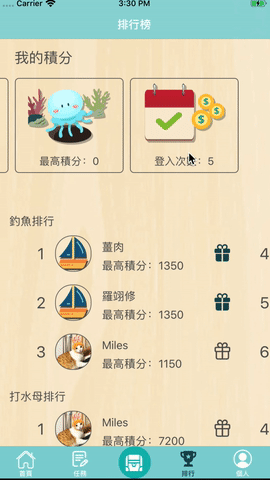 Carrier 3:30 PM
排行榜
我的積分
最高積分：0
登入次數：5
釣魚排行
1 薑肉 4
最高積分：1350
2 羅翊修 5
最高積分：1350
3 Miles 6
最高積分：1150
打水母排行
1 Miles 4
最高積分：7200
首頁 任務 排行 個人